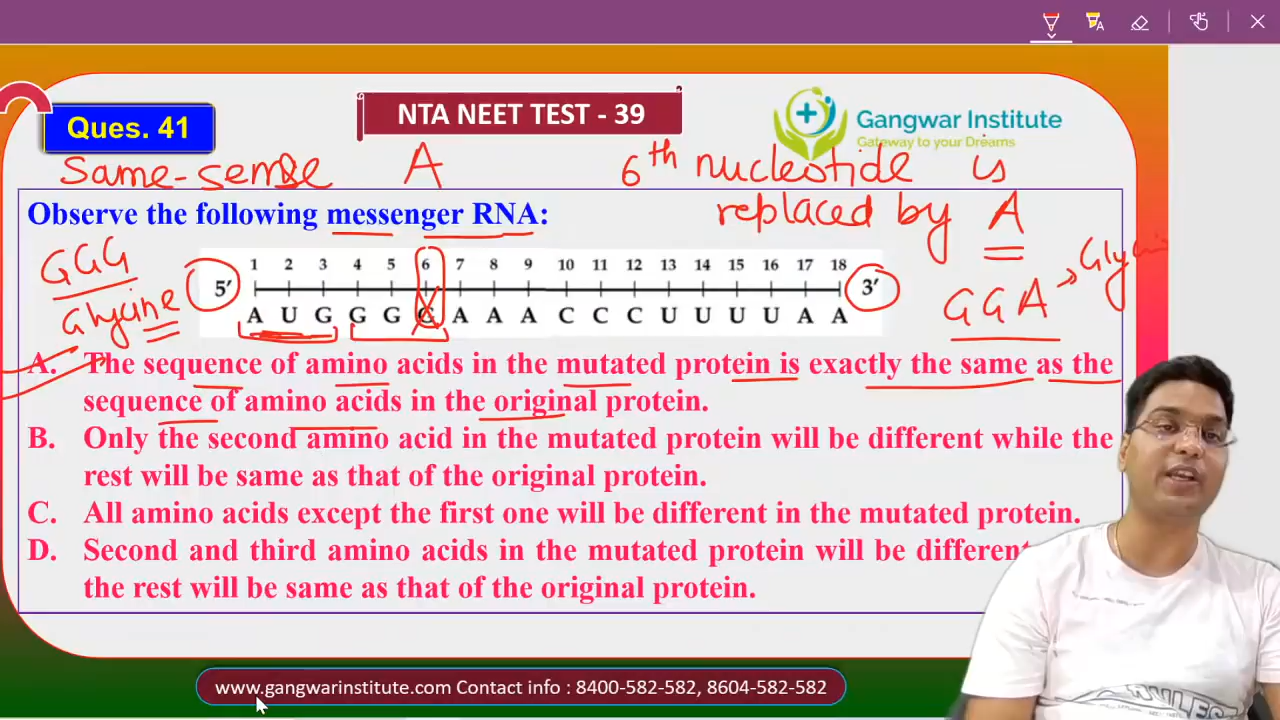 Ques. 41
NTA NEET TEST - 39
Gangwar Institute
Gateway to your Dreams
Same-sense A
6th nucleotide is
replaced by A
Observe the following messenger RNA:
GGG
Glycine
1 2 3 4 5 6 7 8 9 10 11 12 13 14 15 16 17 18
5′ 3′
A U G G G G A A A C C C U U U U A A
GGA → Glycin
A. The sequence of amino acids in the mutated protein is exactly the same as the
sequence of amino acids in the original protein.
B. Only the second amino acid in the mutated protein will be different while the
rest will be same as that of the original protein.
C. All amino acids except the first one will be different in the mutated protein.
D. Second and third amino acids in the mutated protein will be different
the rest will be same as that of the original protein.
www.gangwarinstitute.com Contact info : 8400-582-582, 8604-582-582